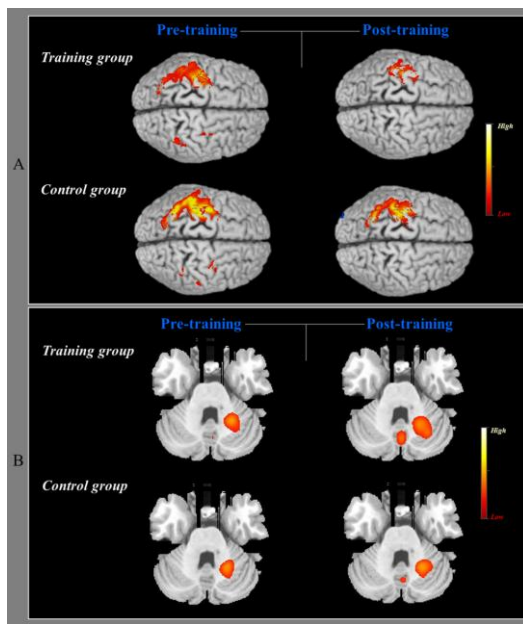 Pre-training
Post-training
Training group
High
A
Control group
Low
Pre-training
Post-training
Training group
High
B
Control group
Low